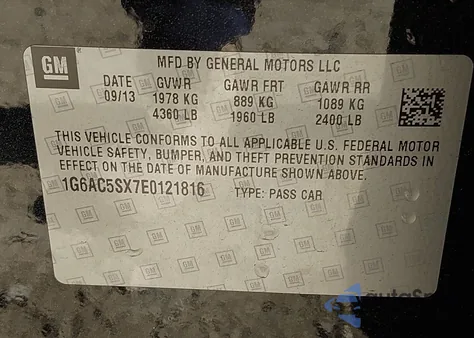 GM
MFD BY GENERAL MOTORS LLC
DATE GVWR GAWR FRT GAWR RR
09/13 1978 KG 889 KG 1089 KG
4360 LB 1960 LB 2400 LB
THIS VEHICLE CONFORMS TO ALL APPLICABLE U.S. FEDERAL MOTOR
VEHICLE SAFETY, BUMPER, AND THEFT PREVENTION STANDARDS IN
EFFECT ON THE DATE OF MANUFACTURE SHOWN ABOVE.
1G6AC5SX7E0121816 TYPE: PASS CAR